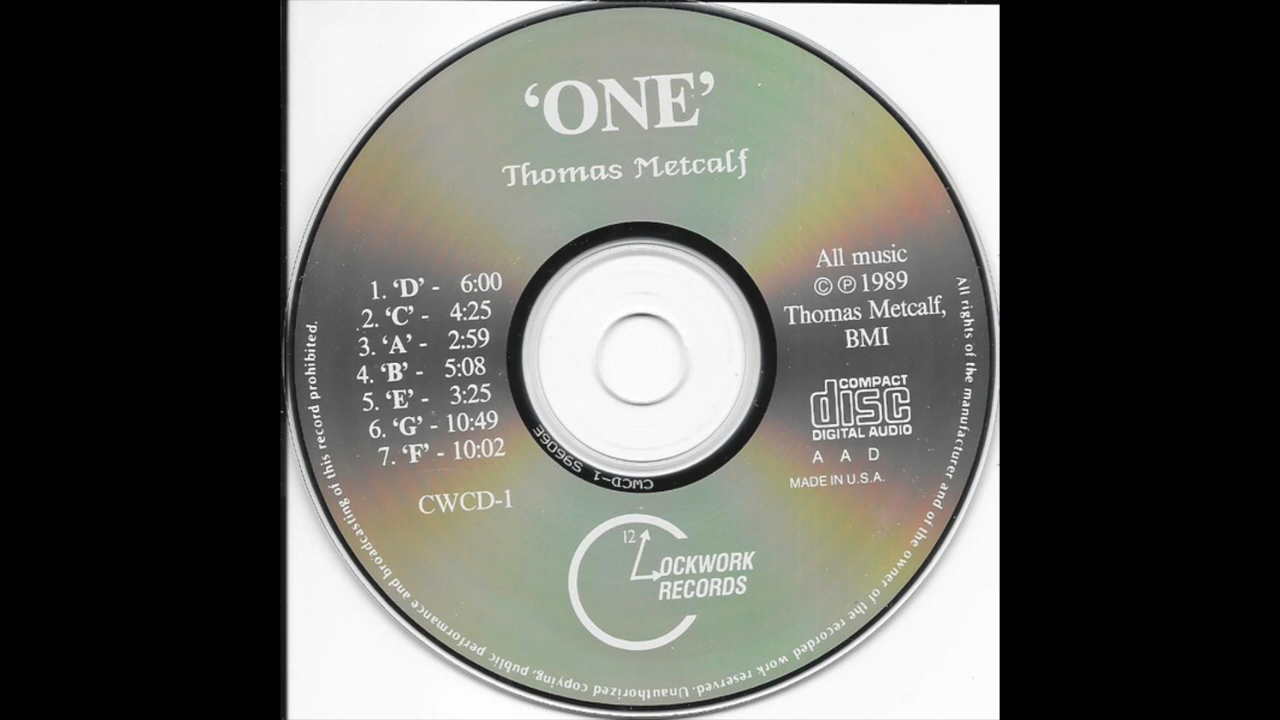 ‘ONE’
Thomas Metcalf
1. ‘D’ - 6:00
2. ‘C’ - 4:25
3. ‘A’ - 2:59
4. ‘B’ - 5:08
5. ‘E’ - 3:25
6. ‘G’ - 10:49
7. ‘F’ - 10:02
CWCD-1
All music
© ℗ 1989
Thomas Metcalf,
BMI
COMPACT
disc
DIGITAL AUDIO
A A D
MADE IN U.S.A.
CWCD-1 S9606E
12
CLOCKWORK
RECORDS
All rights of the manufacturer and of the owner of the recorded work reserved. Unauthorized copying, public performance and broadcasting of this record prohibited.